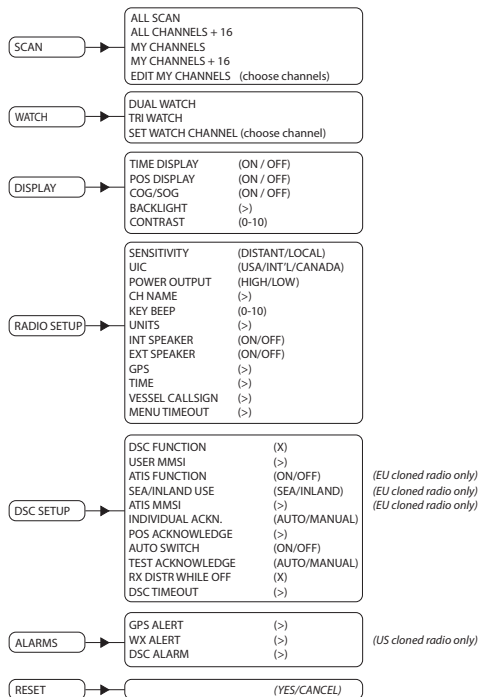 SCAN
ALL SCAN
ALL CHANNELS + 16
MY CHANNELS
MY CHANNELS + 16
EDIT MY CHANNELS (choose channels)
WATCH
DUAL WATCH
TRI WATCH
SET WATCH CHANNEL (choose channel)
DISPLAY
TIME DISPLAY (ON / OFF)
POS DISPLAY (ON / OFF)
COG/SOG (ON / OFF)
BACKLIGHT (>)
CONTRAST (0-10)
RADIO SETUP
SENSITIVITY (DISTANT/LOCAL)
UIC (USA/INT'L/CANADA)
POWER OUTPUT (HIGH/LOW)
CH NAME (>)
KEY BEEP (0-10)
UNITS (>)
INT SPEAKER (ON/OFF)
EXT SPEAKER (ON/OFF)
GPS (>)
TIME (>)
VESSEL CALLSIGN (>)
MENU TIMEOUT (>)
DSC SETUP
DSC FUNCTION (X)
USER MMSI (>)
ATIS FUNCTION (ON/OFF) (EU cloned radio only)
SEA/INLAND USE (SEA/INLAND) (EU cloned radio only)
ATIS MMSI (>) (EU cloned radio only)
INDIVIDUAL ACKN. (AUTO/MANUAL)
POS ACKNOWLEDGE (>)
AUTO SWITCH (ON/OFF)
TEST ACKNOWLEDGE (AUTO/MANUAL)
RX DISTR WHILE OFF (X)
DSC TIMEOUT (>)
ALARMS
GPS ALERT (>)
WX ALERT (>) (US cloned radio only)
DSC ALARM (>)
RESET
(YES/CANCEL)